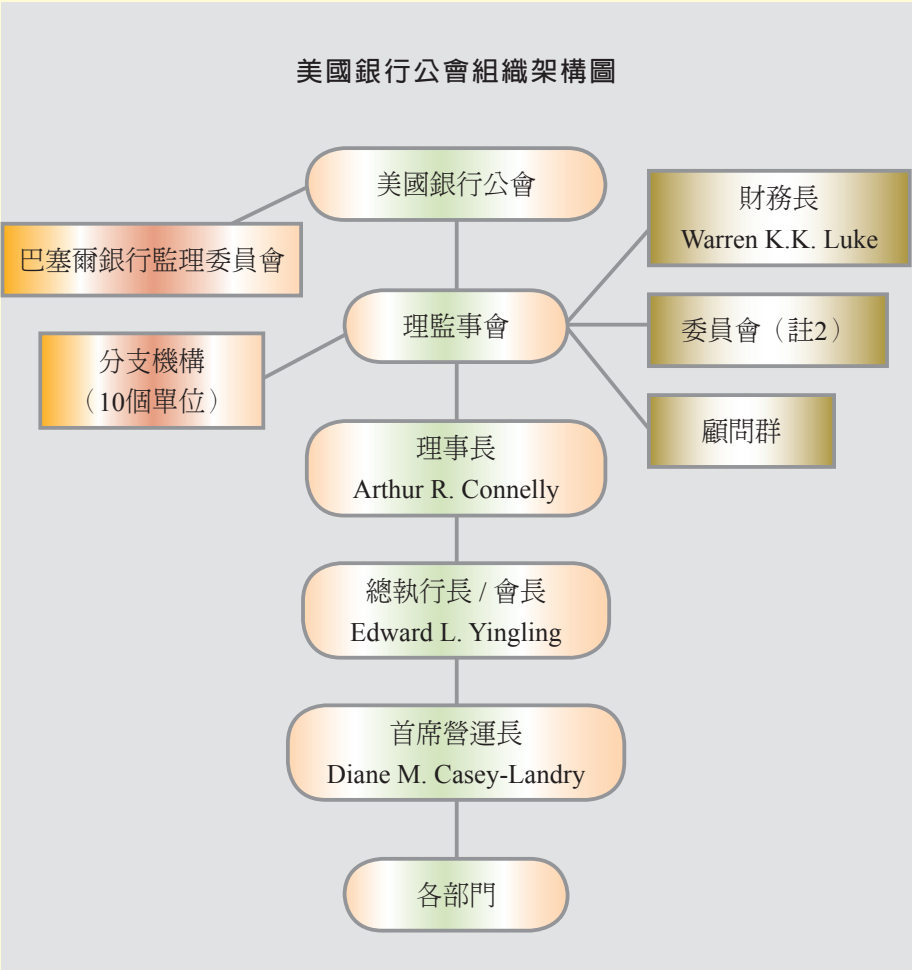 美國銀行公會組織架構圖
美國銀行公會
財務長
Warren K.K. Luke
巴塞爾銀行監理委員會
理監事會
委員會（註2）
分支機構
（10個單位）
顧問群
理事長
Arthur R. Connelly
總執行長 / 會長
Edward L. Yingling
首席營運長
Diane M. Casey-Landry
各部門